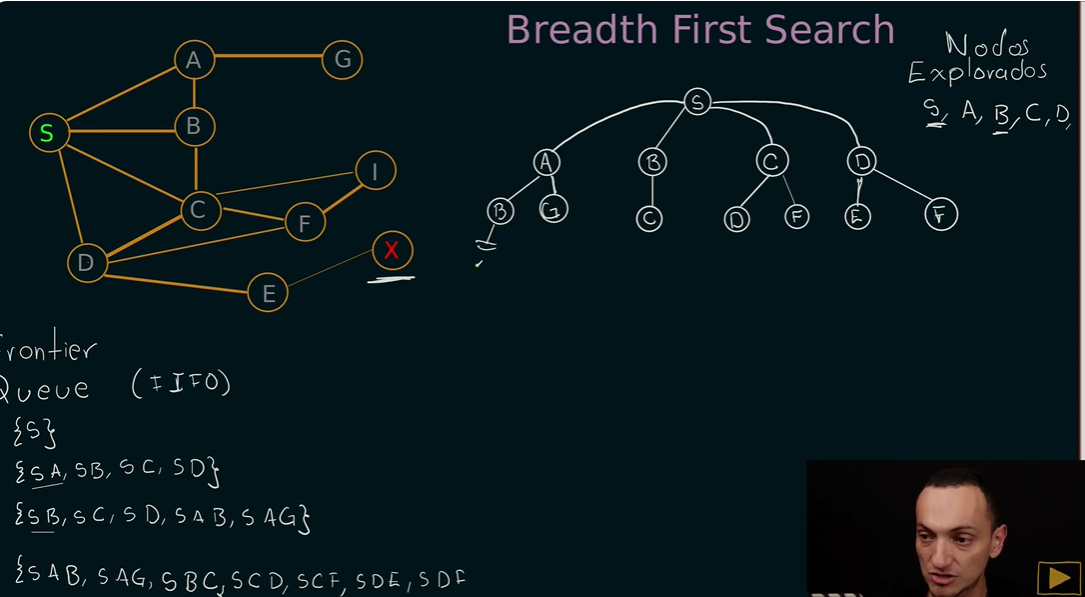 Breadth First Search
Nodos
Explorados
S, A, B, C, D,
A
G
S
B
C
I
F
D
X
E
S
A
B
C
D
B
G
C
D
F
E
F
Frontier
Queue (FIFO)
{S}
{SA, SB, SC, SD}
{SB, SC, SD, SAB, SAG}
{SAB, SAG, SBC, SCD, SCF, SDE, SDF